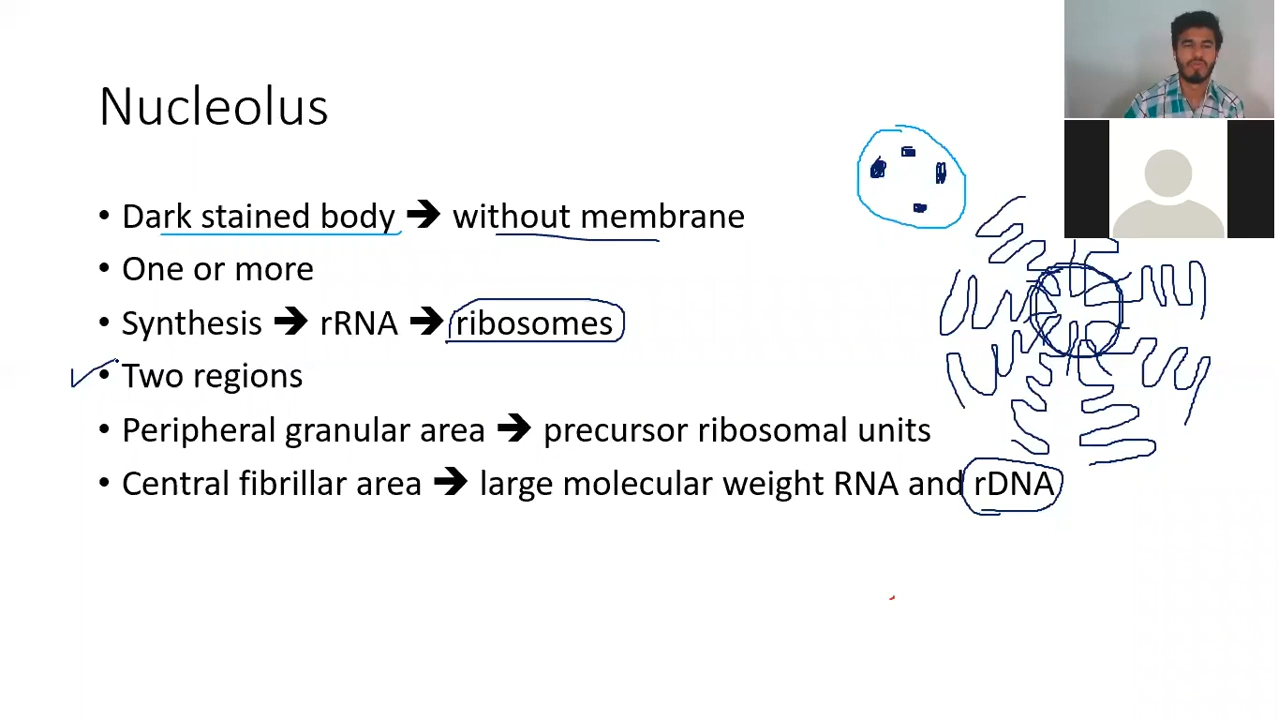 Nucleolus
• Dark stained body ➔ without membrane
• One or more
• Synthesis ➔ rRNA ➔ ribosomes
• Two regions
• Peripheral granular area ➔ precursor ribosomal units
• Central fibrillar area ➔ large molecular weight RNA and rDNA